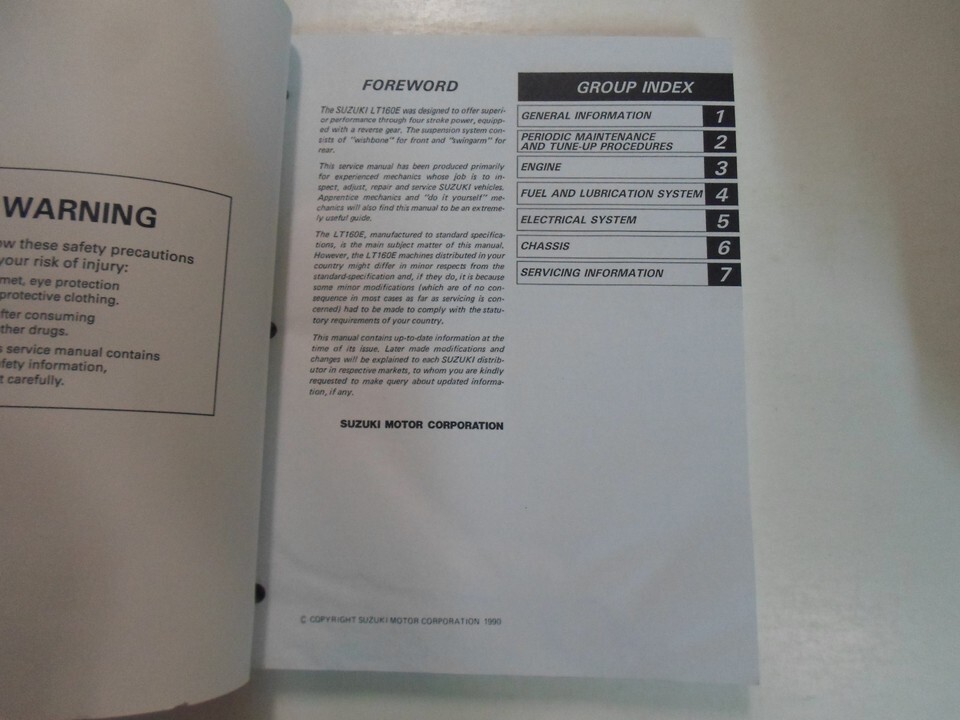 WARNING
ow these safety precautions
your risk of injury:
met, eye protection
protective clothing.
fter consuming
ther drugs.
s service manual contains
fety information,
t carefully.
FOREWORD
The SUZUKI LT160E was designed to offer superi-
or performance through four stroke power, equipp-
ed with a reverse gear. The suspension system con-
sists of "wishbone" for front and "swingarm" for
rear.
This service manual has been produced primarily
for experienced mechanics whose job is to in-
spect, adjust, repair and service SUZUKI vehicles.
Apprentice mechanics and "do it yourself" me-
chanics will also find this manual to be an extreme-
ly useful guide.
The LT160E, manufactured to standard specifica-
tions, is the main subject matter of this manual.
However, the LT160E machines distributed in your
country might differ in minor respects from the
standard-specification and, if they do, it is because
some minor modifications (which are of no con-
sequence in most cases as far as servicing is con-
cerned) had to be made to comply with the statu-
tory requirements of your country.
This manual contains up-to-date information at the
time of its issue. Later made modifications and
changes will be explained to each SUZUKI distrib-
utor in respective markets, to whom you are kindly
requested to make query about updated informa-
tion, if any.
SUZUKI MOTOR CORPORATION
© COPYRIGHT SUZUKI MOTOR CORPORATION 1990
GROUP INDEX
GENERAL INFORMATION 1
PERIODIC MAINTENANCE
AND TUNE-UP PROCEDURES 2
ENGINE 3
FUEL AND LUBRICATION SYSTEM 4
ELECTRICAL SYSTEM 5
CHASSIS 6
SERVICING INFORMATION 7